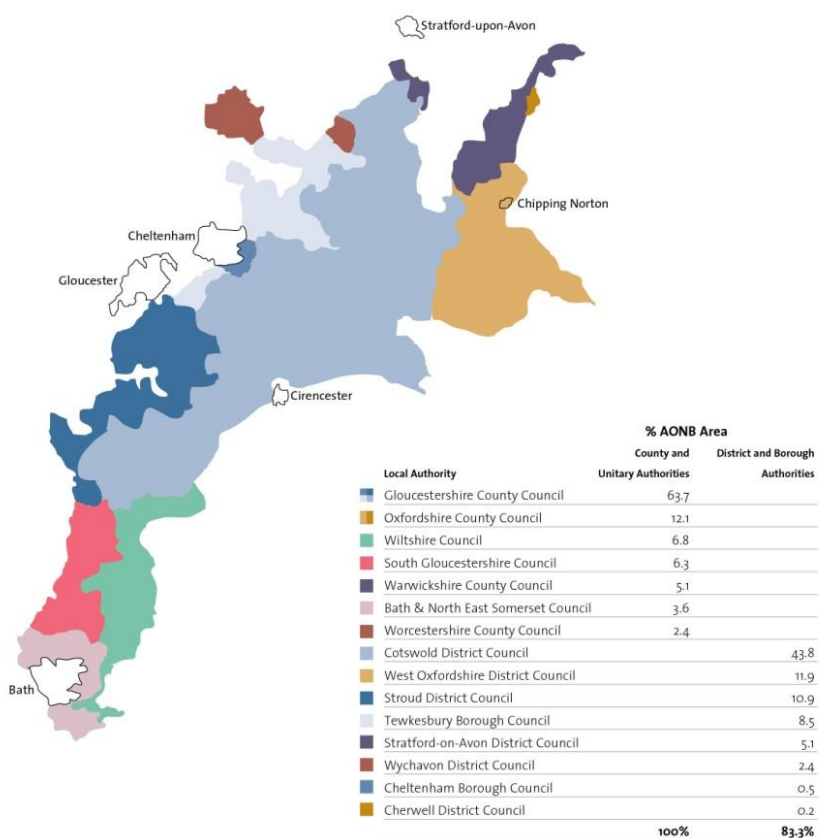 Stratford-upon-Avon
Chipping Norton
Cheltenham
Gloucester
Cirencester
Bath
% AONB Area
County and District and Borough
Local Authority Unitary Authorities Authorities
Gloucestershire County Council 63.7
Oxfordshire County Council 12.1
Wiltshire Council 6.8
South Gloucestershire Council 6.3
Warwickshire County Council 5.1
Bath & North East Somerset Council 3.6
Worcestershire County Council 2.4
Cotswold District Council 43.8
West Oxfordshire District Council 11.9
Stroud District Council 10.9
Tewkesbury Borough Council 8.5
Stratford-on-Avon District Council 5.1
Wychavon District Council 2.4
Cheltenham Borough Council 0.5
Cherwell District Council 0.2
100% 83.3%